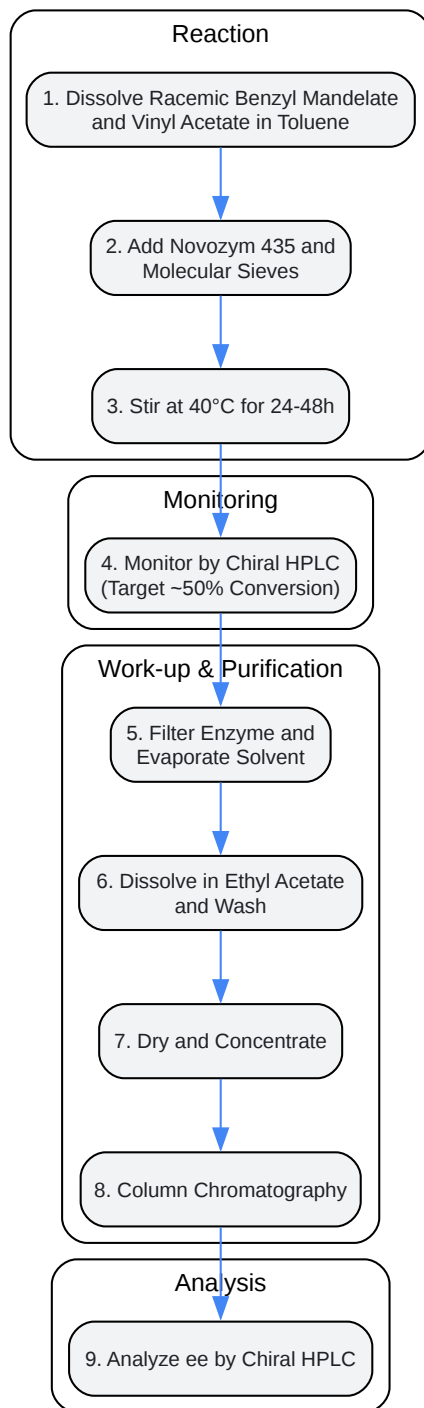 Reaction
1. Dissolve Racemic Benzyl Mandelate
and Vinyl Acetate in Toluene
2. Add Novozym 435 and
Molecular Sieves
3. Stir at 40°C for 24-48h
Monitoring
4. Monitor by Chiral HPLC
(Target ~50% Conversion)
Work-up & Purification
5. Filter Enzyme and
Evaporate Solvent
6. Dissolve in Ethyl Acetate
and Wash
7. Dry and Concentrate
8. Column Chromatography
Analysis
9. Analyze ee by Chiral HPLC